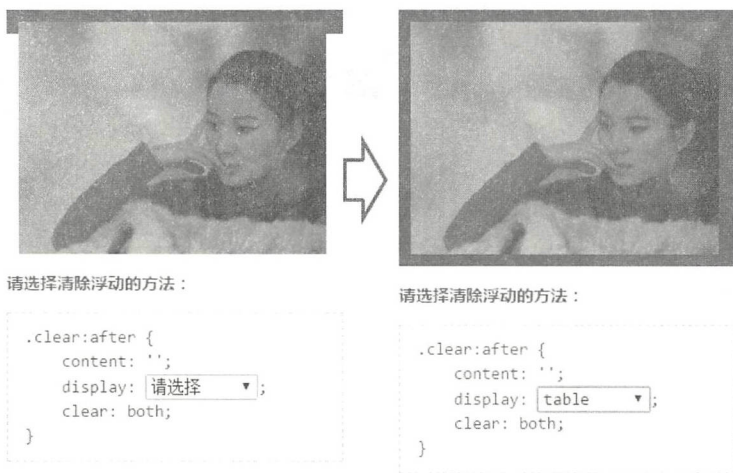 请选择清除浮动的方法：
.clear:after {
content: '';
display: 请选择 ▼ ;
clear: both;
}
请选择清除浮动的方法：
.clear:after {
content: '';
display: table ▼ ;
clear: both;
}